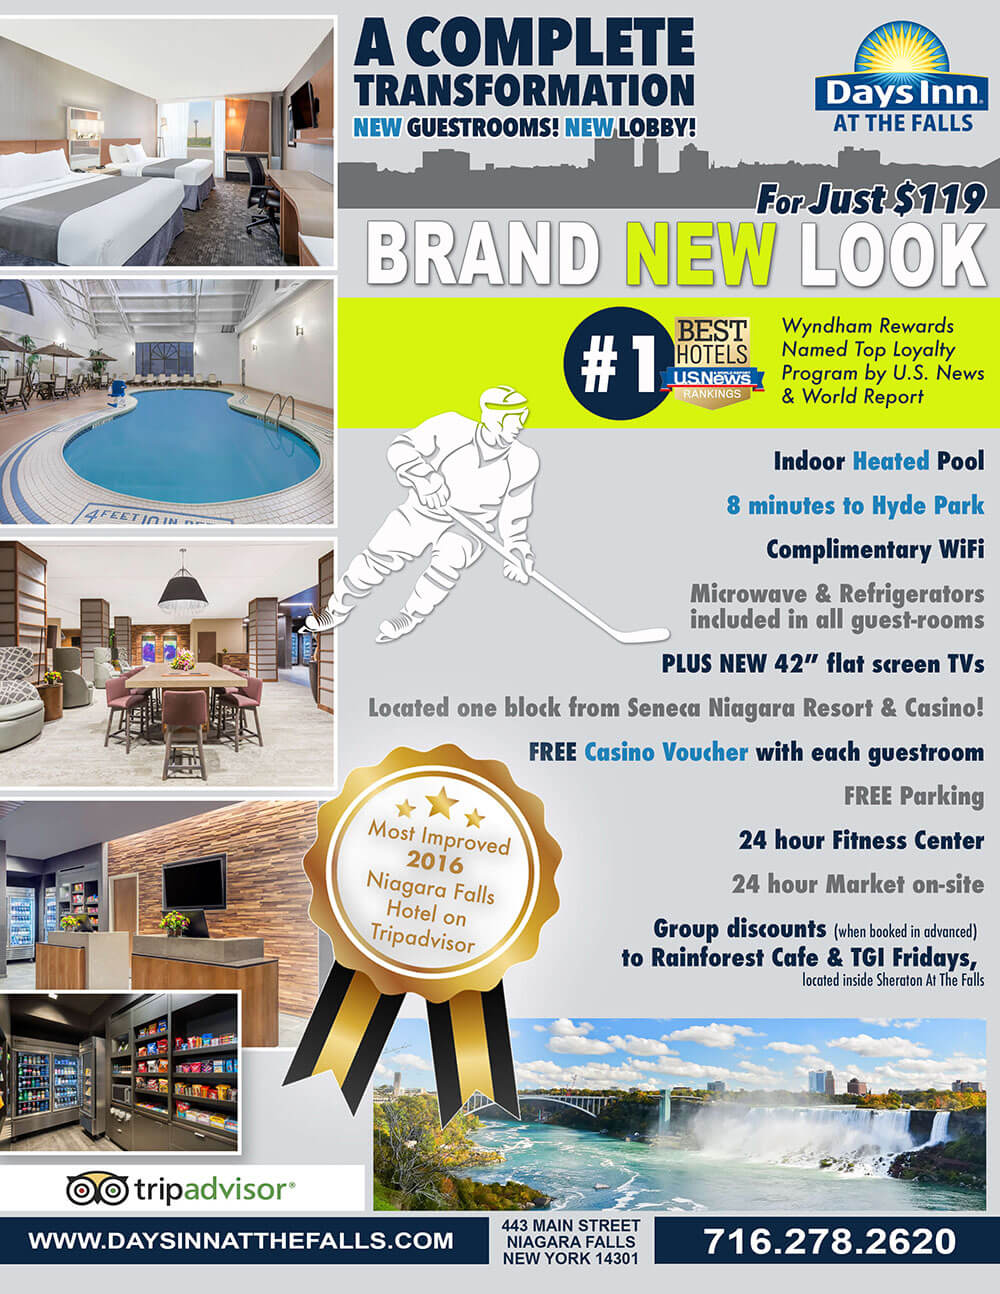 A COMPLETE
TRANSFORMATION
NEW GUESTROOMS! NEW LOBBY!
Days Inn
AT THE FALLS
For Just $119
BRAND NEW LOOK
#1
BEST
HOTELS
U.S.News
& WORLD REPORT
RANKINGS
Wyndham Rewards
Named Top Loyalty
Program by U.S. News
& World Report
Indoor Heated Pool
8 minutes to Hyde Park
Complimentary WiFi
Microwave & Refrigerators
included in all guest-rooms
PLUS NEW 42” flat screen TVs
Located one block from Seneca Niagara Resort & Casino!
FREE Casino Voucher with each guestroom
FREE Parking
24 hour Fitness Center
24 hour Market on-site
Group discounts (when booked in advanced)
to Rainforest Cafe & TGI Fridays,
located inside Sheraton At The Falls
4 FEET 10 IN
Most Improved
2016
Niagara Falls
Hotel on
Tripadvisor
tripadvisor®
WWW.DAYSINNATTHEFALLS.COM
443 MAIN STREET
NIAGARA FALLS
NEW YORK 14301
716.278.2620